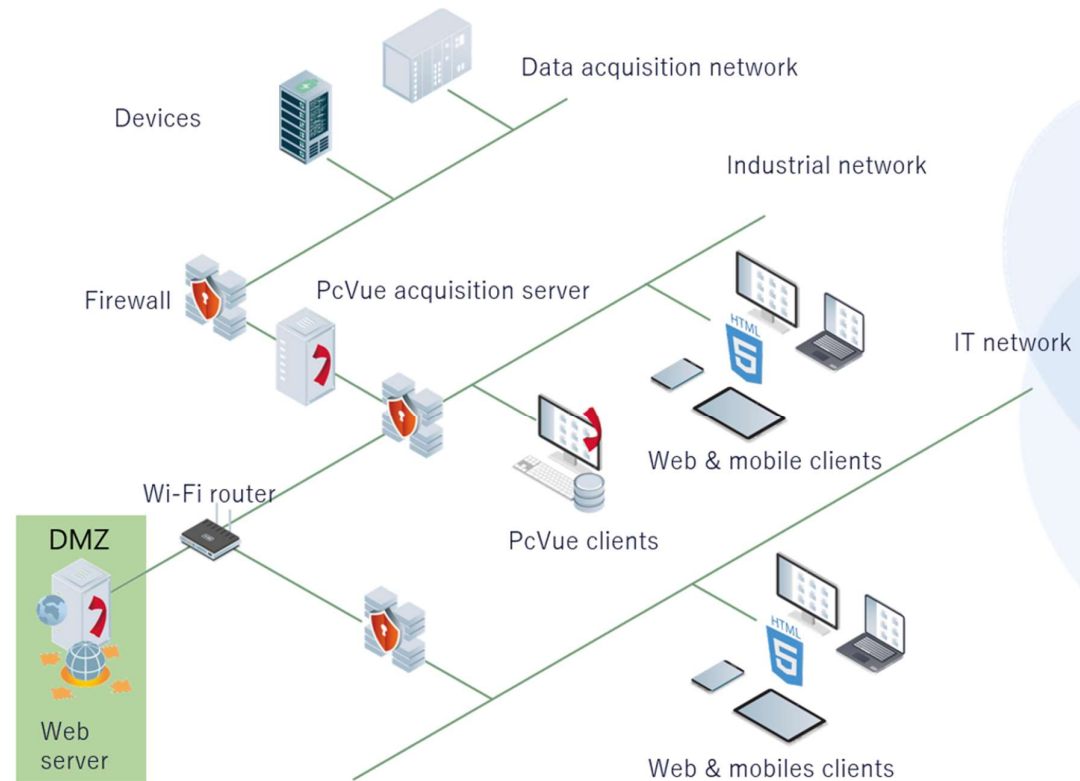 Data acquisition network
Devices
Industrial network
Firewall
PcVue acquisition server
HTML
5
IT network
Web & mobile clients
Wi-Fi router
PcVue clients
DMZ
HTML
5
Web
server
Web & mobiles clients